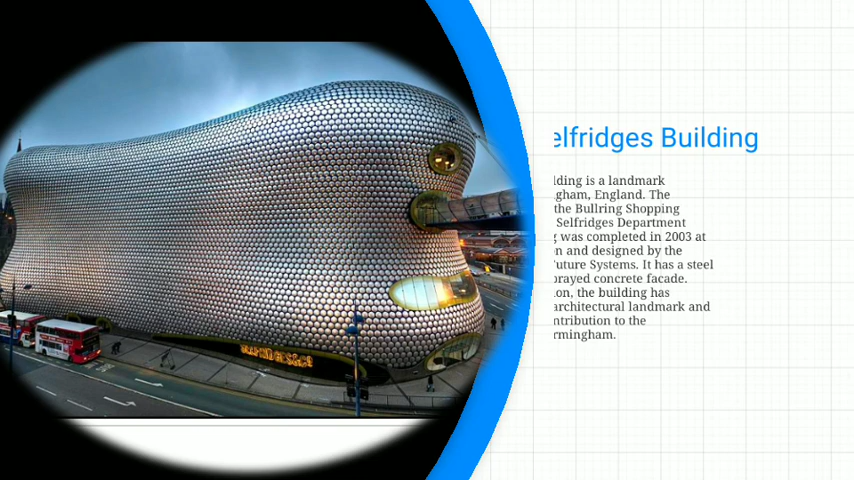 elfridges Building
lding is a landmark
gham, England. The
the Bullring Shopping
Selfridges Department
was completed in 2003 at
n and designed by the
Future Systems. It has a steel
prayed concrete facade.
on, the building has
architectural landmark and
ntribution to the
rmingham.